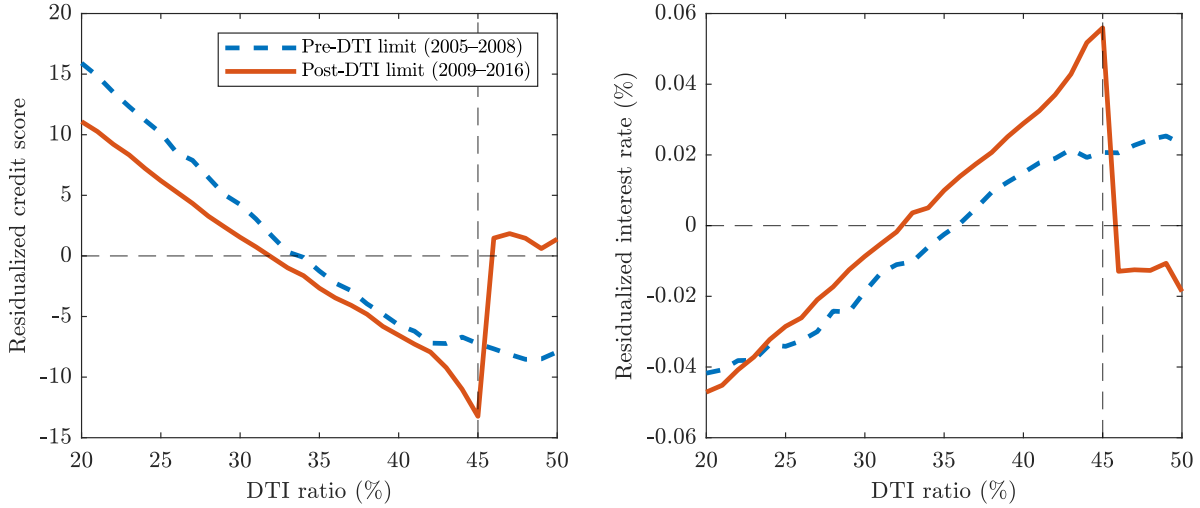 20
15
10
5
0
-5
-10
-15
Residualized credit score
Pre-DTI limit (2005–2008)
Post-DTI limit (2009–2016)
20 25 30 35 40 45 50
DTI ratio (%)
0.06
0.04
0.02
0
-0.02
-0.04
-0.06
Residualized interest rate (%)
20 25 30 35 40 45 50
DTI ratio (%)